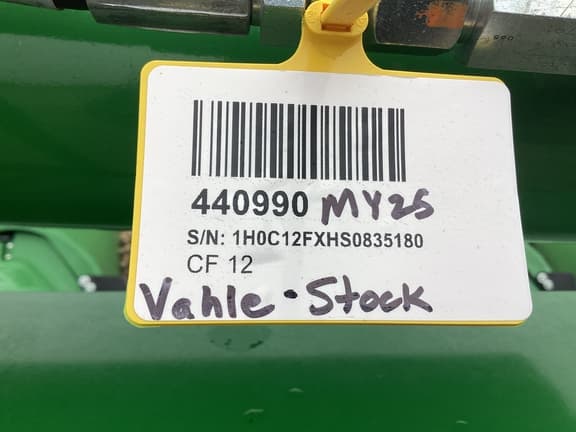 440990 MY25
S/N: 1H0C12FXHS0835180
CF 12
Vahle · Stock